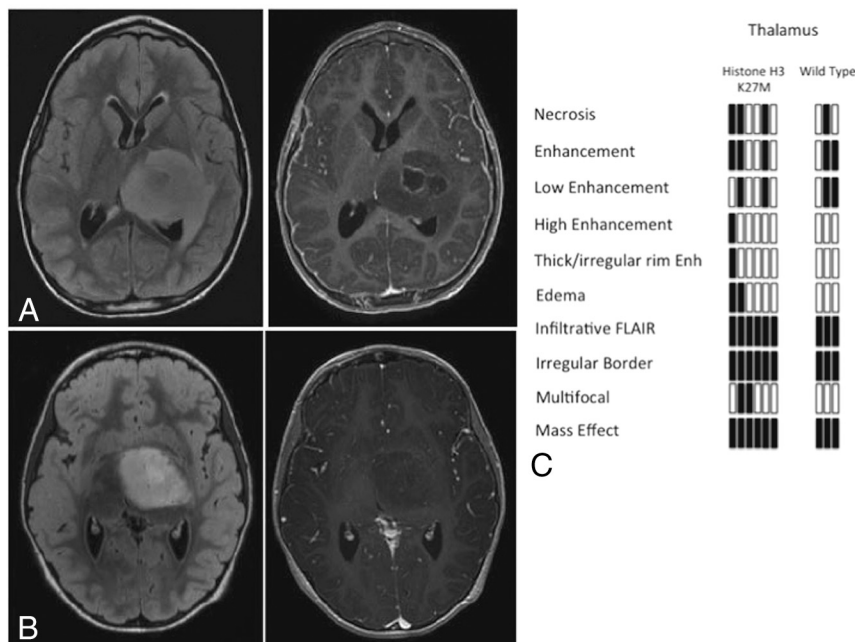 A
B
Thalamus
Histone H3 Wild Type
K27M
Necrosis
Enhancement
Low Enhancement
High Enhancement
Thick/irregular rim Enh
Edema
Infiltrative FLAIR
Irregular Border
Multifocal
Mass Effect
C